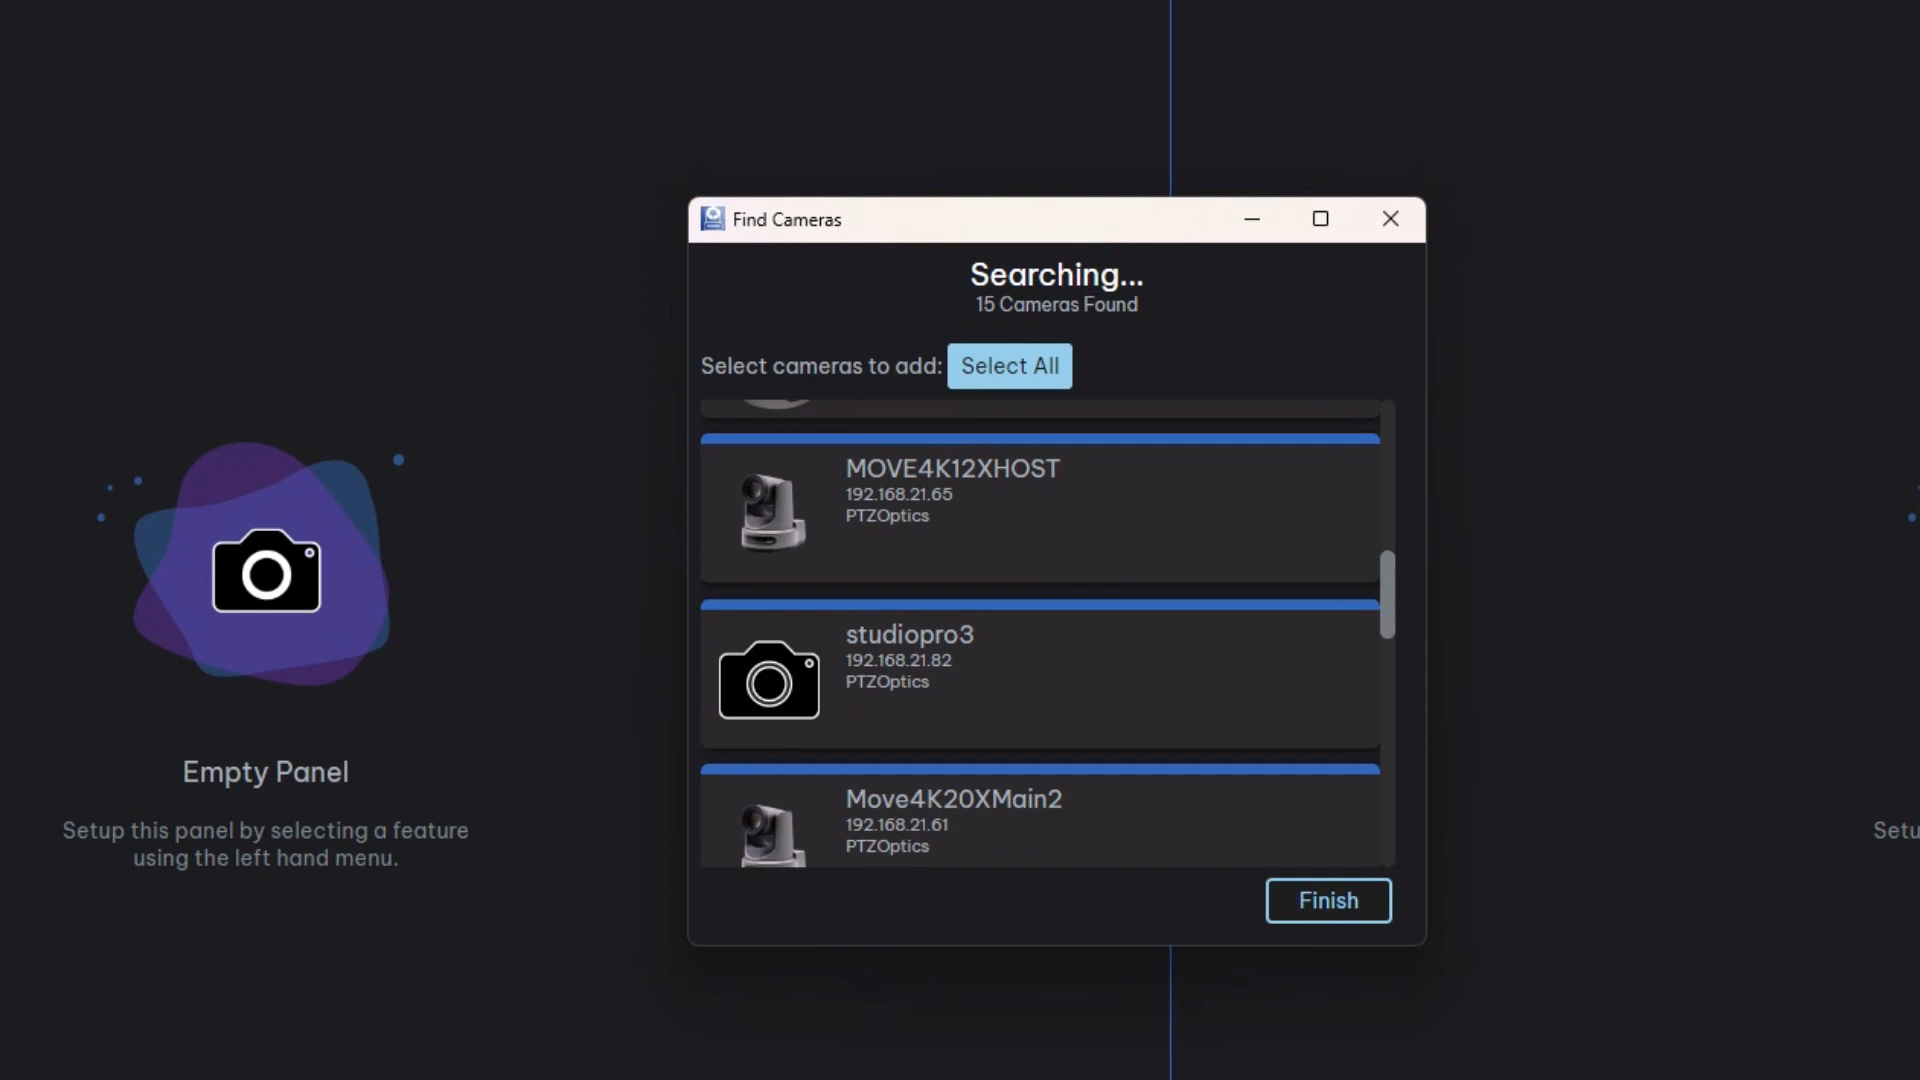 Find Cameras
Searching...
15 Cameras Found
Select cameras to add: Select All
MOVE4K12XHOST
192.168.21.65
PTZOptics
studiopro3
192.168.21.82
PTZOptics
Move4K20XMain2
192.168.21.61
PTZOptics
Finish
Empty Panel
Setup this panel by selecting a feature
using the left hand menu.
Setu